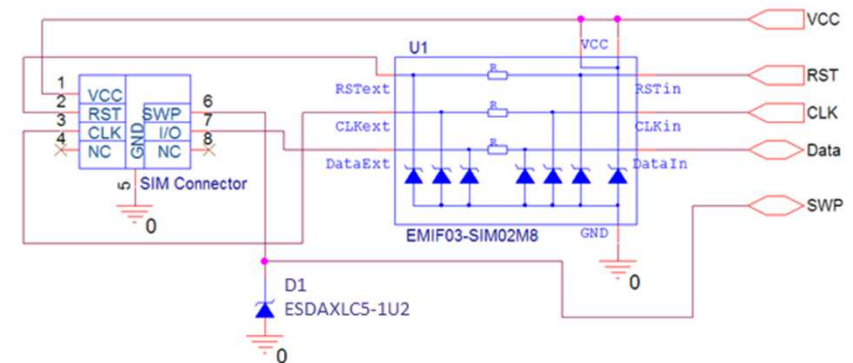 VCC
U1
VCC
RST
RSText
R
RSTin
1
2
3
4
VCC
RST
CLK
NC
GND
SWP
I/O
NC
6
7
8
5
SIM Connector
0
CLKext
R
CLKin
CLK
DataExt
R
DataIn
Data
EMIF03-SIM02M8
GND
0
SWP
D1
ESDAXLC5-1U2
0